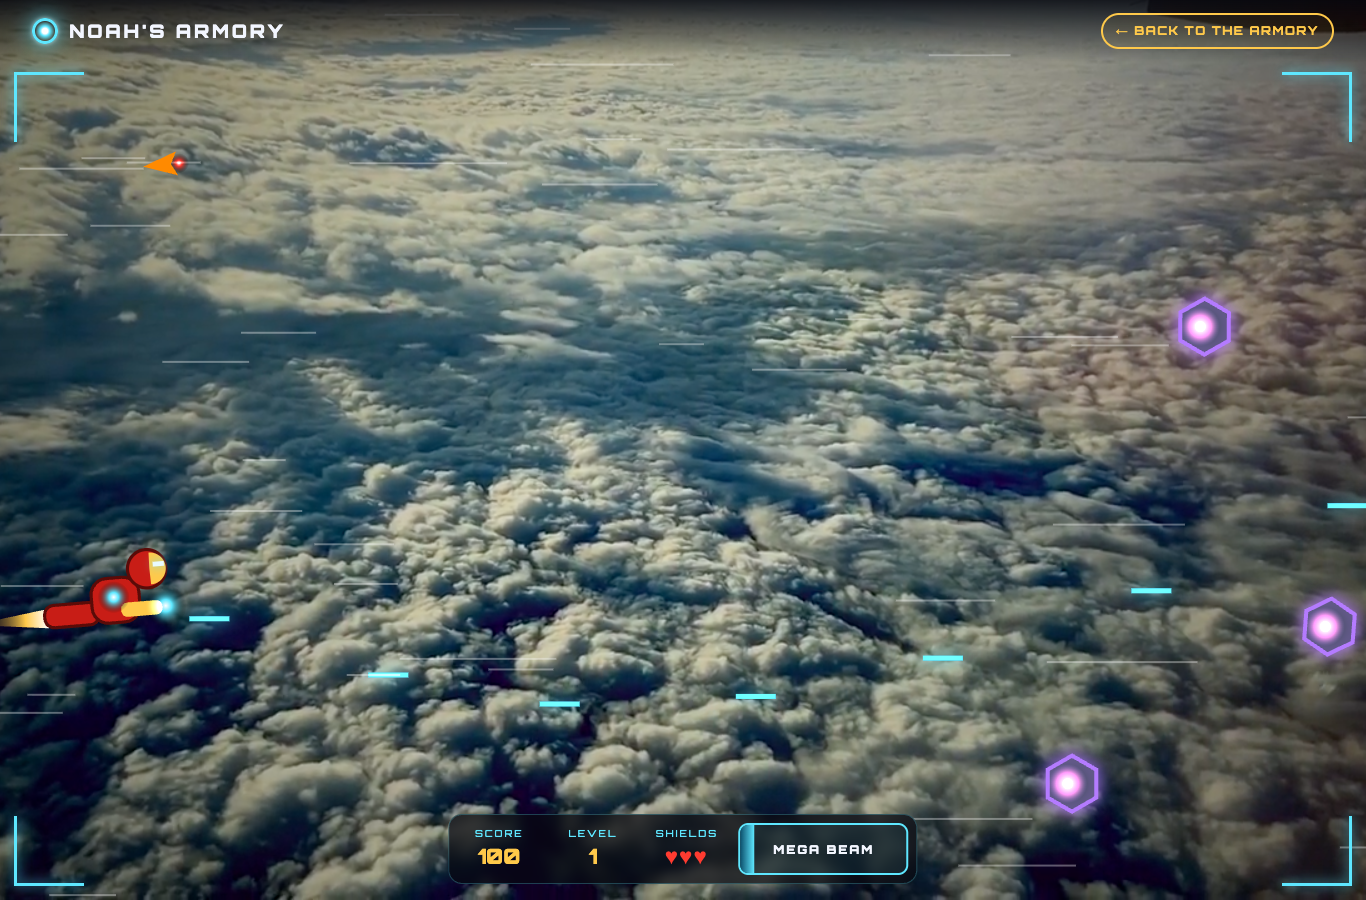 NOAH'S ARMORY
← BACK TO THE ARMORY
SCORE
100
LEVEL
1
SHIELDS
♥♥♥
MEGA BEAM